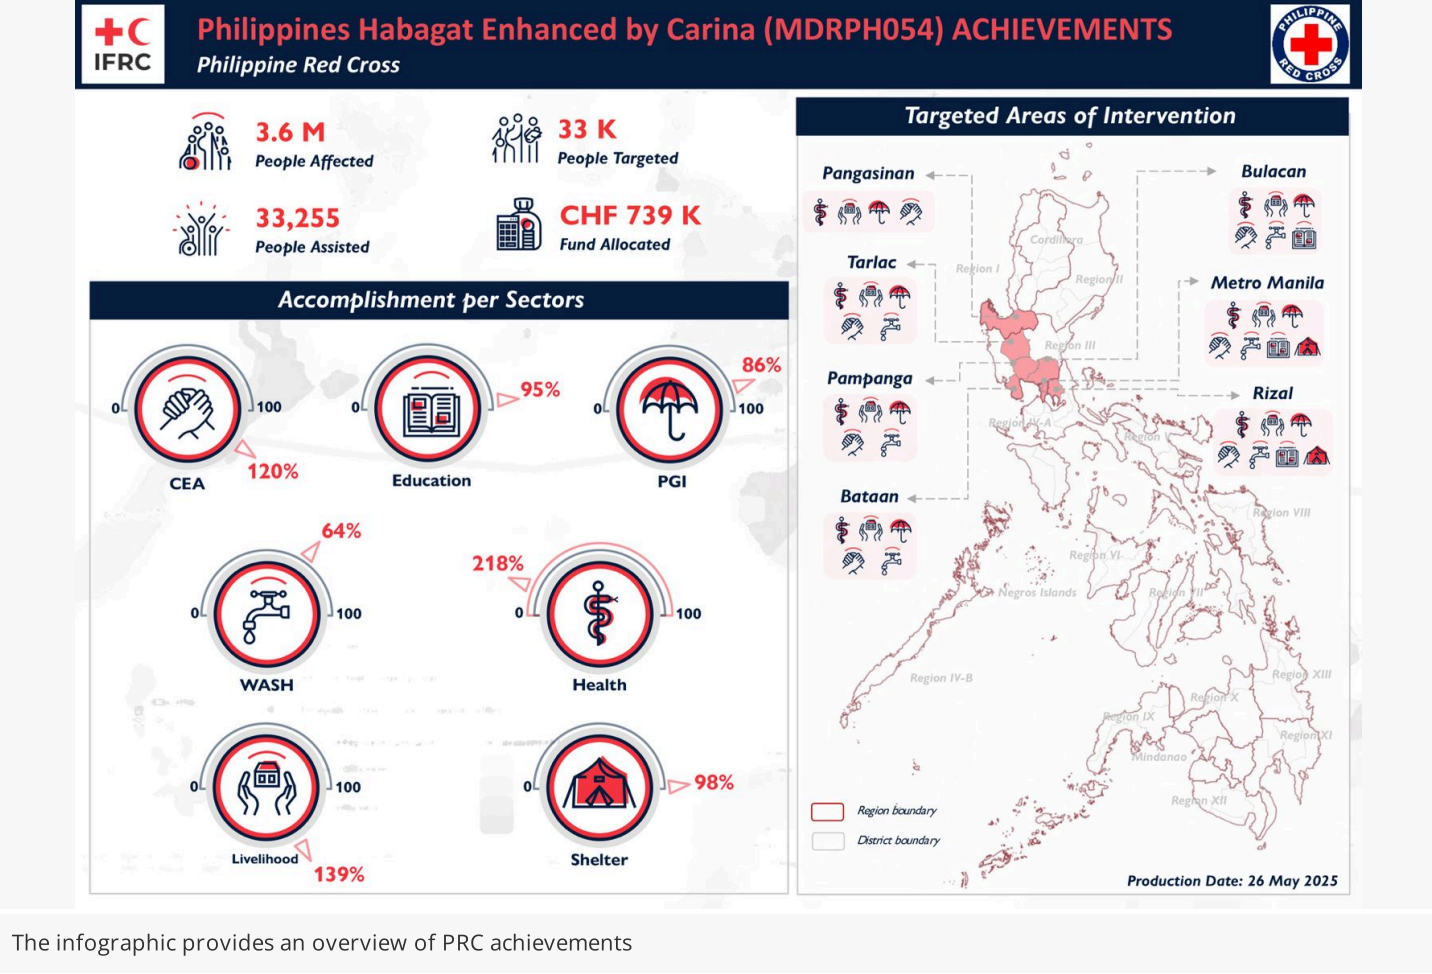 IFRC
Philippines Habagat Enhanced by Carina (MDRPH054) ACHIEVEMENTS
Philippine Red Cross
PHILIPPINE RED CROSS
3.6 M
People Affected
33 K
People Targeted
33,255
People Assisted
CHF 739 K
Fund Allocated
Accomplishment per Sectors
0
100
120%
CEA
0
95%
Education
0
100
86%
PGI
0
100
64%
WASH
0
100
218%
Health
0
100
139%
Livelihood
0
98%
Shelter
Targeted Areas of Intervention
Pangasinan
Bulacan
Tarlac
Metro Manila
Pampanga
Rizal
Bataan
Cordillera
Region I
Region II
Region III
Region IV-A
Region V
Region VIII
Region VI
Negros Islands
Region VII
Region IV-B
Region XIII
Region X
Region IX
Region XI
Mindanao
Region XII
Region boundary
District boundary
Production Date: 26 May 2025
The infographic provides an overview of PRC achievements